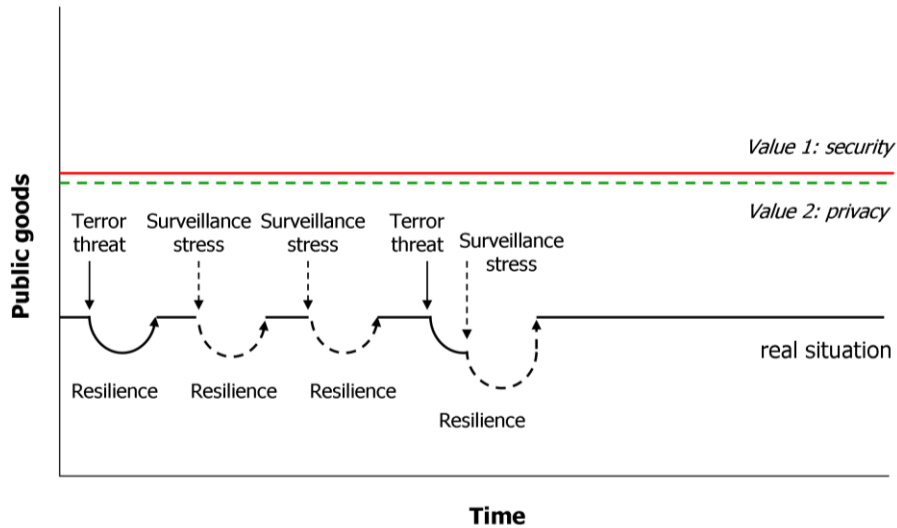 Public goods
Value 1: security
Value 2: privacy
Terror
threat
Surveillance
stress
Surveillance
stress
Terror
threat
Surveillance
stress
real situation
Resilience
Resilience
Resilience
Resilience
Time